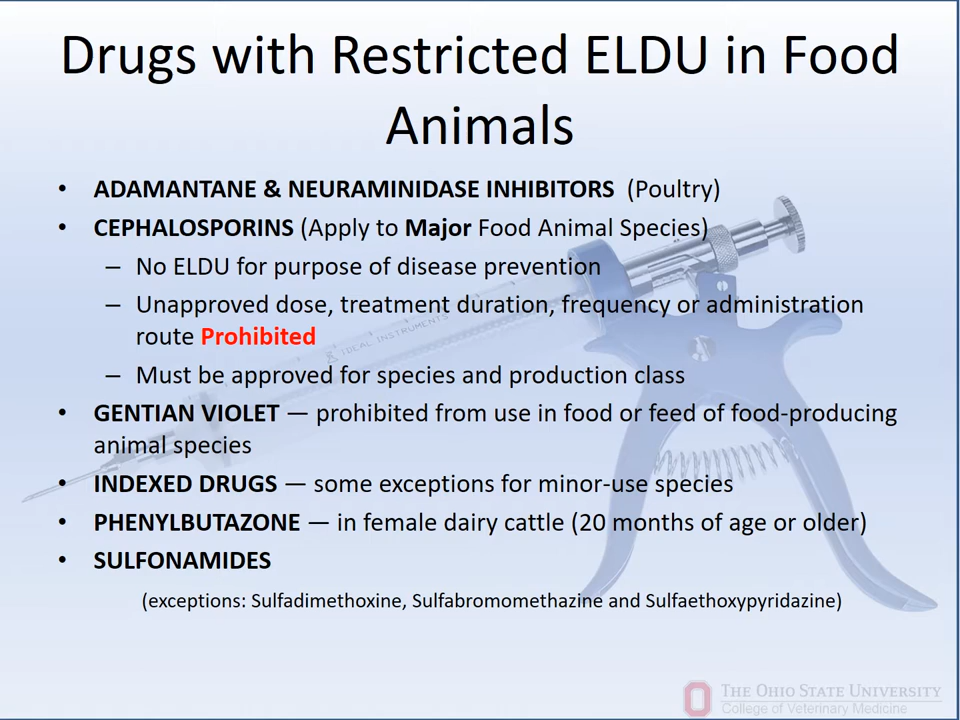 Drugs with Restricted ELDU in Food
Animals
• ADAMANTANE & NEURAMINIDASE INHIBITORS (Poultry)
• CEPHALOSPORINS (Apply to Major Food Animal Species)
– No ELDU for purpose of disease prevention
– Unapproved dose, treatment duration, frequency or administration
route Prohibited
– Must be approved for species and production class
• GENTIAN VIOLET — prohibited from use in food or feed of food-producing
animal species
• INDEXED DRUGS — some exceptions for minor-use species
• PHENYLBUTAZONE — in female dairy cattle (20 months of age or older)
• SULFONAMIDES
(exceptions: Sulfadimethoxine, Sulfabromomethazine and Sulfaethoxypyridazine)
IDEAL INSTRUMENTS
THE OHIO STATE UNIVERSITY
College of Veterinary Medicine